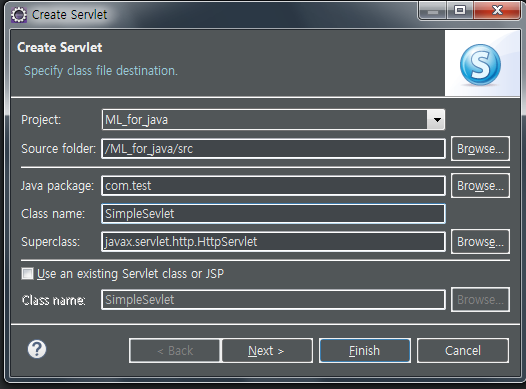 Create Servlet
Create Servlet
Specify class file destination.
S
Project: ML_for_java
Source folder: /ML_for_java/src Browse...
Java package: com.test Browse...
Class name: SimpleSevlet
Superclass: javax.servlet.http.HttpServlet Browse...
Use an existing Servlet class or JSP
Class name: SimpleSevlet Browse...
? < Back Next > Finish Cancel